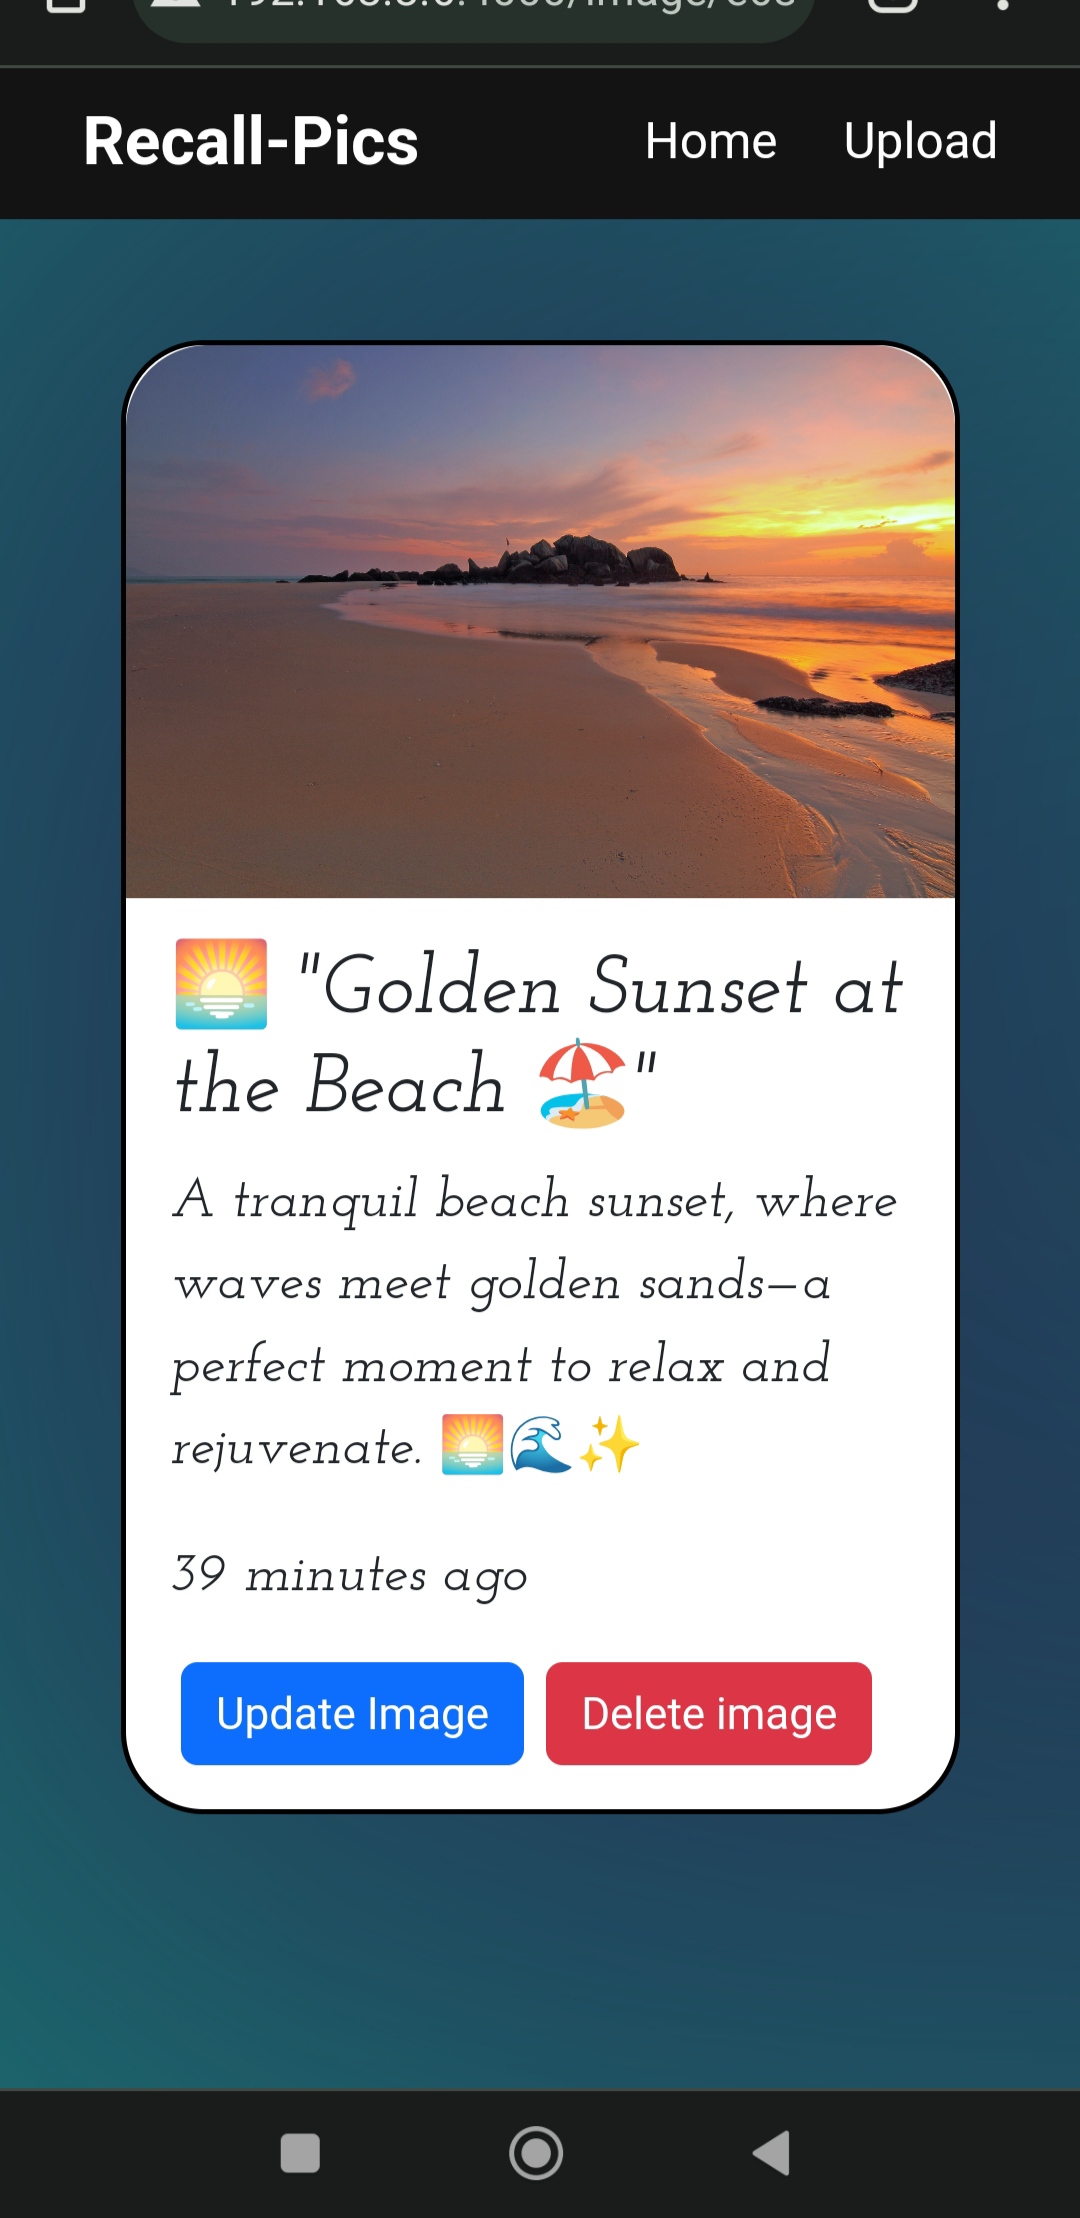 Recall-Pics Home Upload
🌅 "Golden Sunset at
the Beach 🏖️"
A tranquil beach sunset, where
waves meet golden sands—a
perfect moment to relax and
rejuvenate. 🌅🌊✨
39 minutes ago
Update Image Delete image